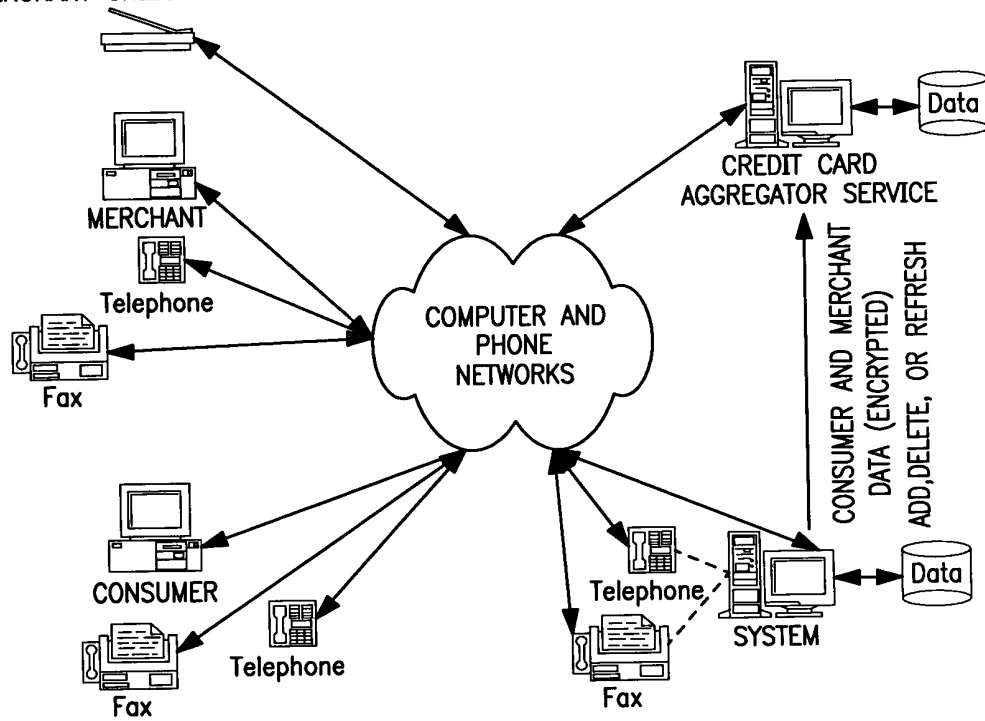 Data
CREDIT CARD
AGGREGATOR SERVICE
MERCHANT
Telephone
Fax
COMPUTER AND
PHONE
NETWORKS
CONSUMER AND MERCHANT
DATA (ENCRYPTED)
ADD,DELETE, OR REFRESH
CONSUMER
Telephone
Fax
Telephone
Fax
SYSTEM
Data